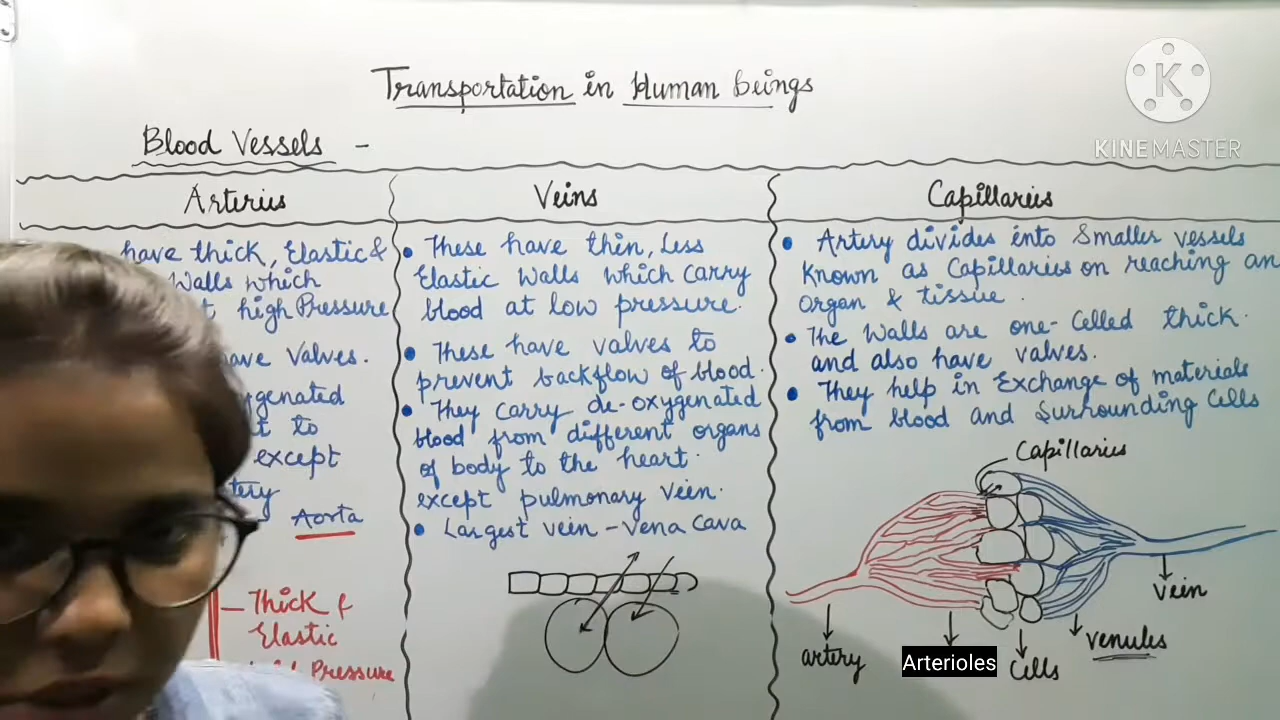 Transportation in Human beings
KINEMASTER
Blood Vessels -
Arteries
have thick, Elastic &
Walls which
high Pressure
have Valves.
genated
to
except
tery
Aorta
Thick &
Elastic
Pressure
Veins
These have thin, Less
Elastic Walls which carry
blood at low pressure.
These have valves to
prevent backflow of blood.
They carry de-oxygenated
blood from different organs
of body to the heart.
except pulmonary vein.
Largest vein - Vena cava
Capillaries
Artery divides into Smaller vessels
Known as Capillaries on reaching an
Organ & tissue.
The Walls are one-Celled thick.
and also have valves.
They help in Exchange of materials
from blood and Surrounding Cells
Capillaries
artery
Arterioles
Cells
venules
Vein